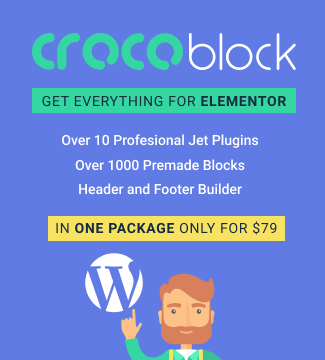 crocoblock
GET EVERYTHING FOR ELEMENTOR
Over 10 Profesional Jet Plugins
Over 1000 Premade Blocks
Header and Footer Builder
IN ONE PACKAGE ONLY FOR $79
W